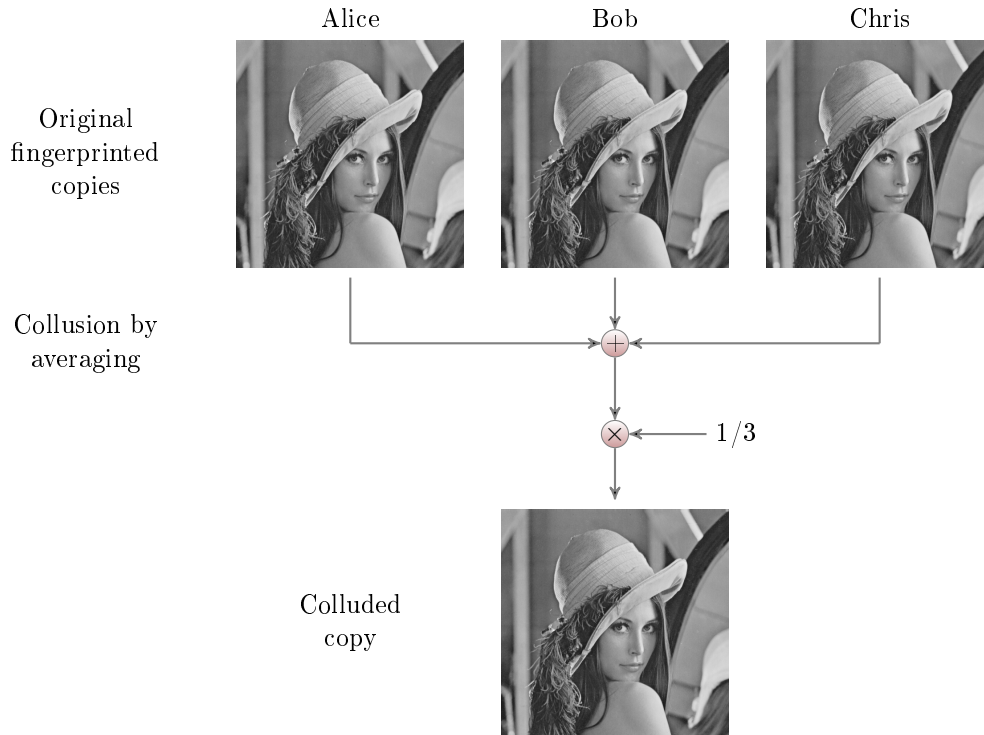 Alice
Bob
Chris
Original
fingerprinted
copies
Collusion by
averaging
+
×
1/3
Colluded
copy